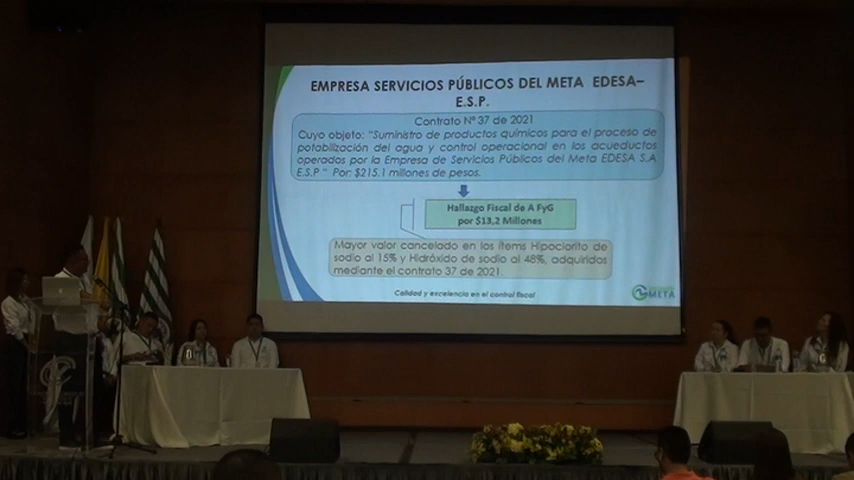 EMPRESA SERVICIOS PÚBLICOS DEL META EDESA–
E.S.P.
Contrato Nº 37 de 2021
Cuyo objeto: "Suministro de productos químicos para el proceso de
potabilización del agua y control operacional en los acueductos
operados por la Empresa de Servicios Públicos del Meta EDESA S.A
E.S.P " Por: $215.1 millones de pesos.
Hallazgo Fiscal de A FyG
por $13,2 Millones
Mayor valor cancelado en los ítems Hipoclorito de
sodio al 15% y Hidróxido de sodio al 48%, adquiridos
mediante el contrato 37 de 2021.
Calidad y excelencia en el control fiscal
META